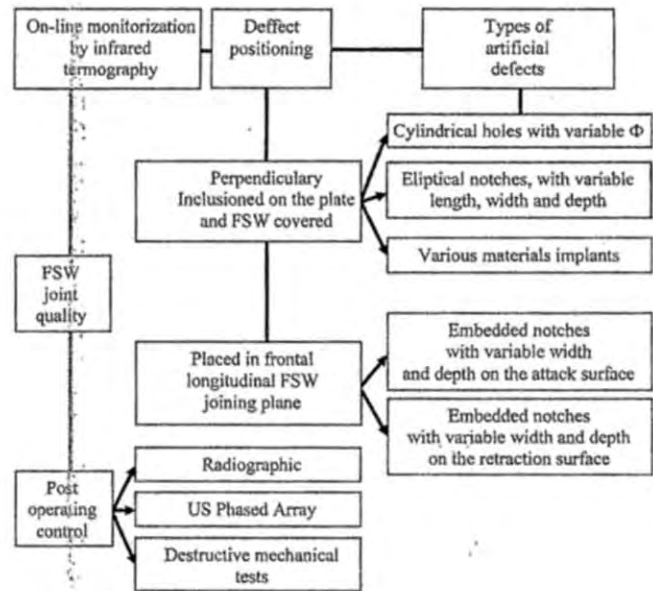 On-line monitorization
by infrared
termography
Deffect
positioning
Types of
artificial
defects
Cylindrical holes with variable Φ
Perpendiculary
Inclusioned on the plate
and FSW covered
Eliptical notches, with variable
length, width and depth
Various materials implants
FSW
joint
quality
Placed in frontal
longitudinal FSW
joining plane
Embedded notches
with variable width
and depth on the attack surface
Embedded notches
with variable width and depth
on the retraction surface
Post
operating
control
Radiographic
US Phased Array
Destructive mechanical
tests